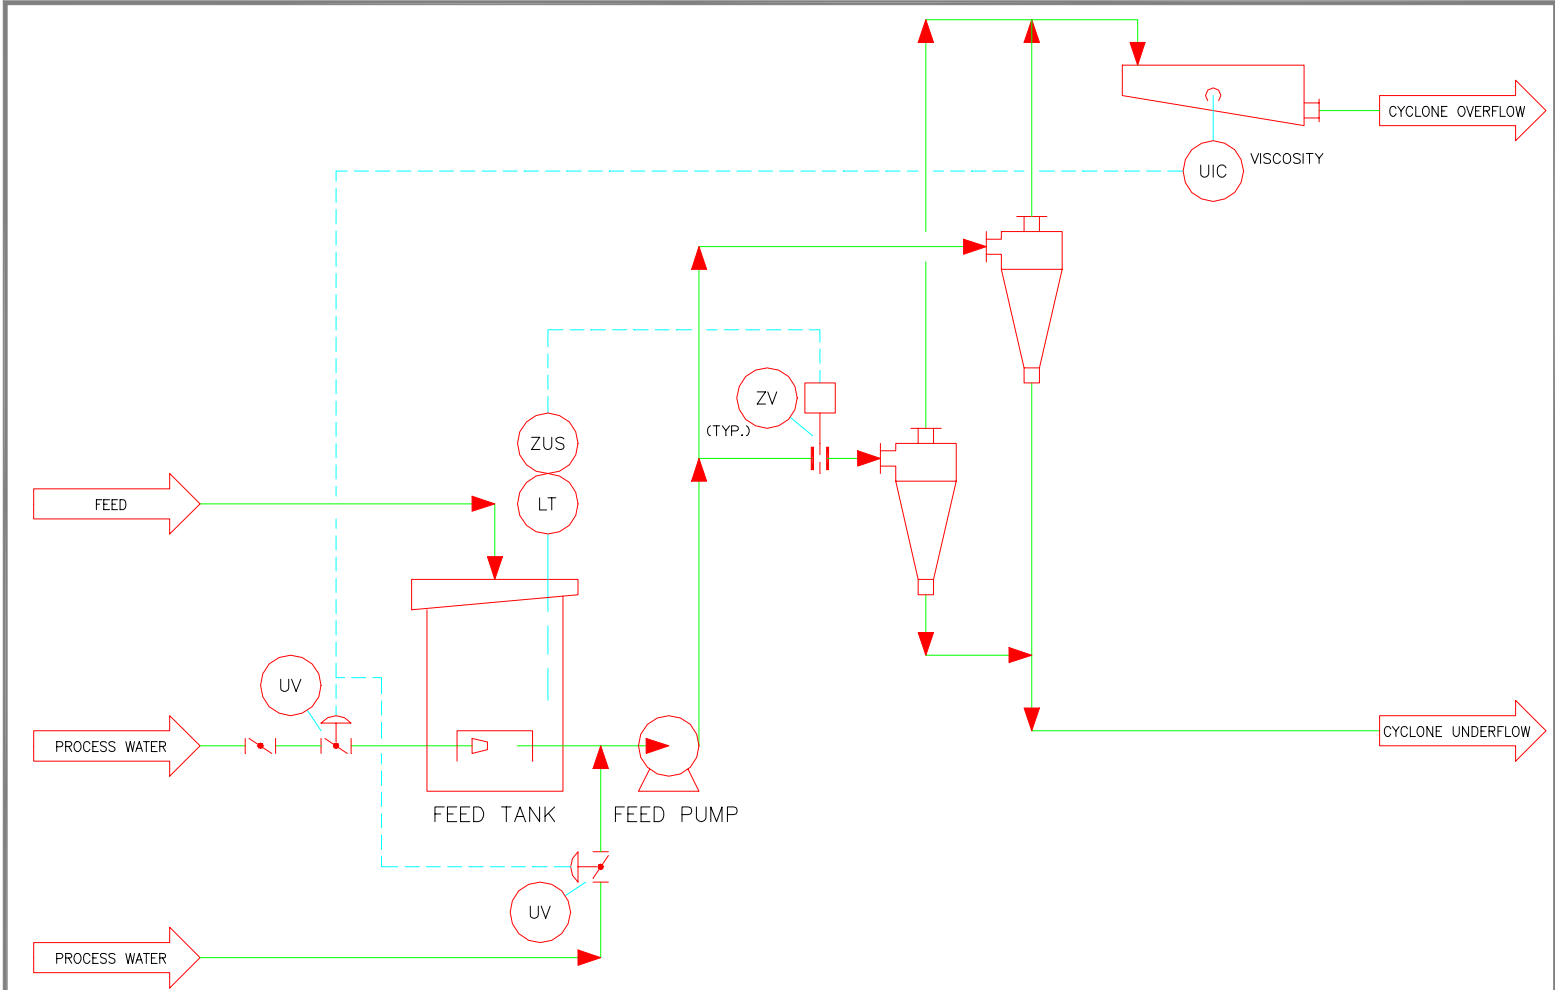 CYCLONE OVERFLOW
VISCOSITY
UIC
ZV
(TYP.)
ZUS
LT
FEED
UV
PROCESS WATER
CYCLONE UNDERFLOW
FEED TANK
FEED PUMP
UV
PROCESS WATER